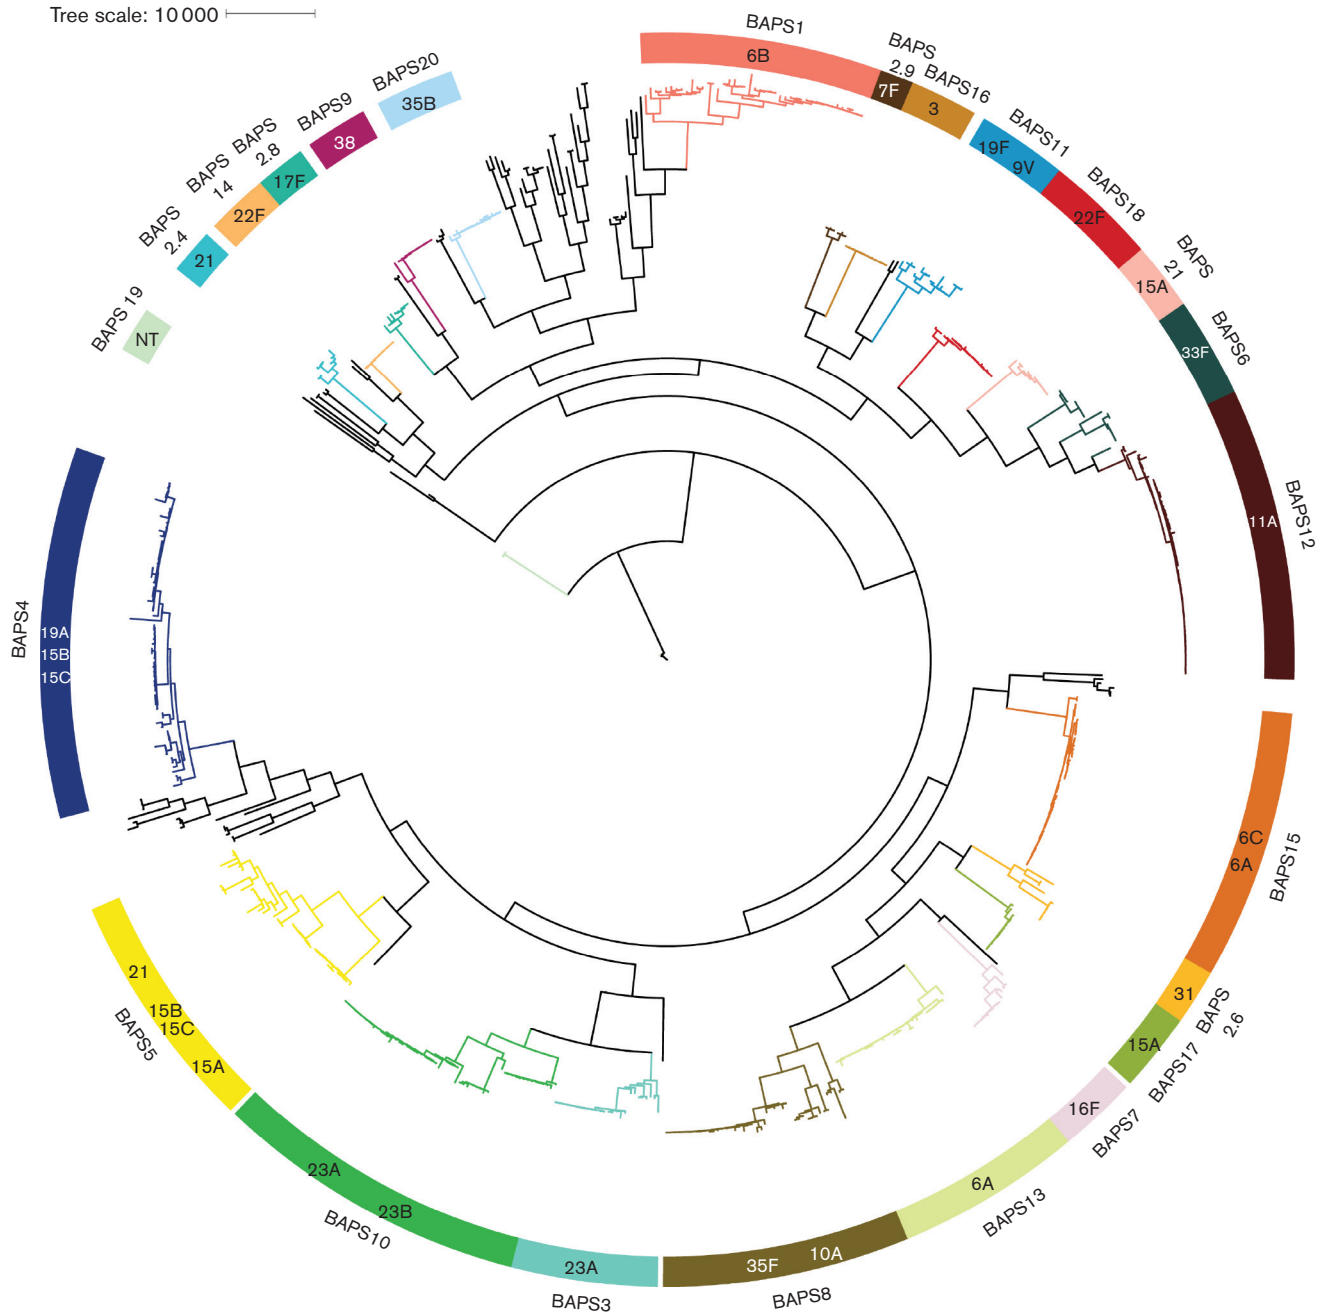 Tree scale: 10 000
BAPS1
6B
BAPS
2.9
7F
BAPS16
3
BAPS11
19F
9V
BAPS18
22F
BAPS
21
15A
BAPS6
33F
BAPS12
11A
BAPS15
6C
6A
BAPS
2.6
31
BAPS17
15A
BAPS7
16F
BAPS13
6A
BAPS8
10A
35F
BAPS3
23A
BAPS10
23B
23A
BAPS5
15A
15B
15C
21
BAPS4
19A
15B
15C
BAPS 19
NT
BAPS
2.4
21
BAPS
14
22F
BAPS
2.8
17F
BAPS9
38
BAPS20
35B